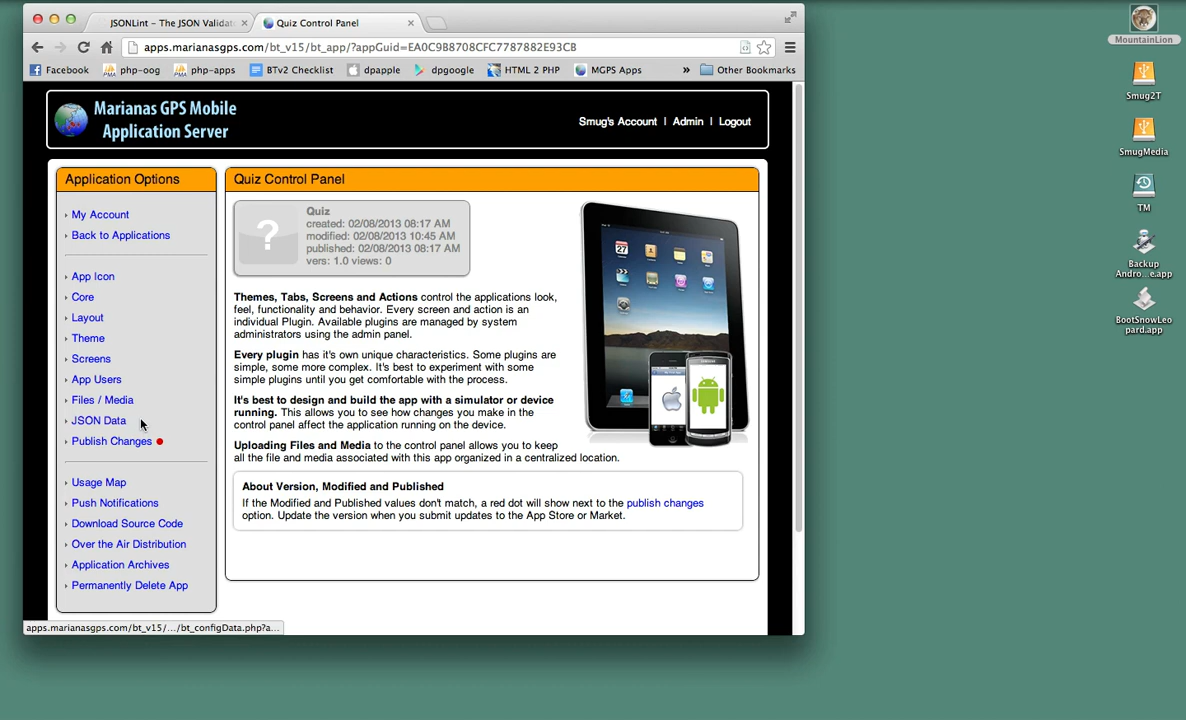 JSONLint – The JSON Validat
Quiz Control Panel
apps.marianasgps.com/bt_v15/bt_app/?appGuid=EA0C9B8708CFC7787882E93CB
Facebook
php-oog
php-apps
BTv2 Checklist
dpapple
dpgoogle
HTML 2 PHP
MGPS Apps
»
Other Bookmarks
Marianas GPS Mobile
Application Server
Smug's Account | Admin | Logout
Application Options
My Account
Back to Applications
App Icon
Core
Layout
Theme
Screens
App Users
Files / Media
JSON Data
Publish Changes
Usage Map
Push Notifications
Download Source Code
Over the Air Distribution
Application Archives
Permanently Delete App
Quiz Control Panel
?
Quiz
created: 02/08/2013 08:17 AM
modified: 02/08/2013 10:45 AM
published: 02/08/2013 08:17 AM
vers: 1.0 views: 0
Themes, Tabs, Screens and Actions control the applications look,
feel, functionality and behavior. Every screen and action is an
individual Plugin. Available plugins are managed by system
administrators using the admin panel.
Every plugin has it's own unique characteristics. Some plugins are
simple, some more complex. It's best to experiment with some
simple plugins until you get comfortable with the process.
It's best to design and build the app with a simulator or device
running. This allows you to see how changes you make in the
control panel affect the application running on the device.
Uploading Files and Media to the control panel allows you to keep
all the file and media associated with this app organized in a centralized location.
About Version, Modified and Published
If the Modified and Published values don't match, a red dot will show next to the publish changes
option. Update the version when you submit updates to the App Store or Market.
apps.marianasgps.com/bt_v15/.../bt_configData.php?a...
MountainLion
Smug2T
SmugMedia
TM
Backup
Andro...e.app
BootSnowLeo
pard.app